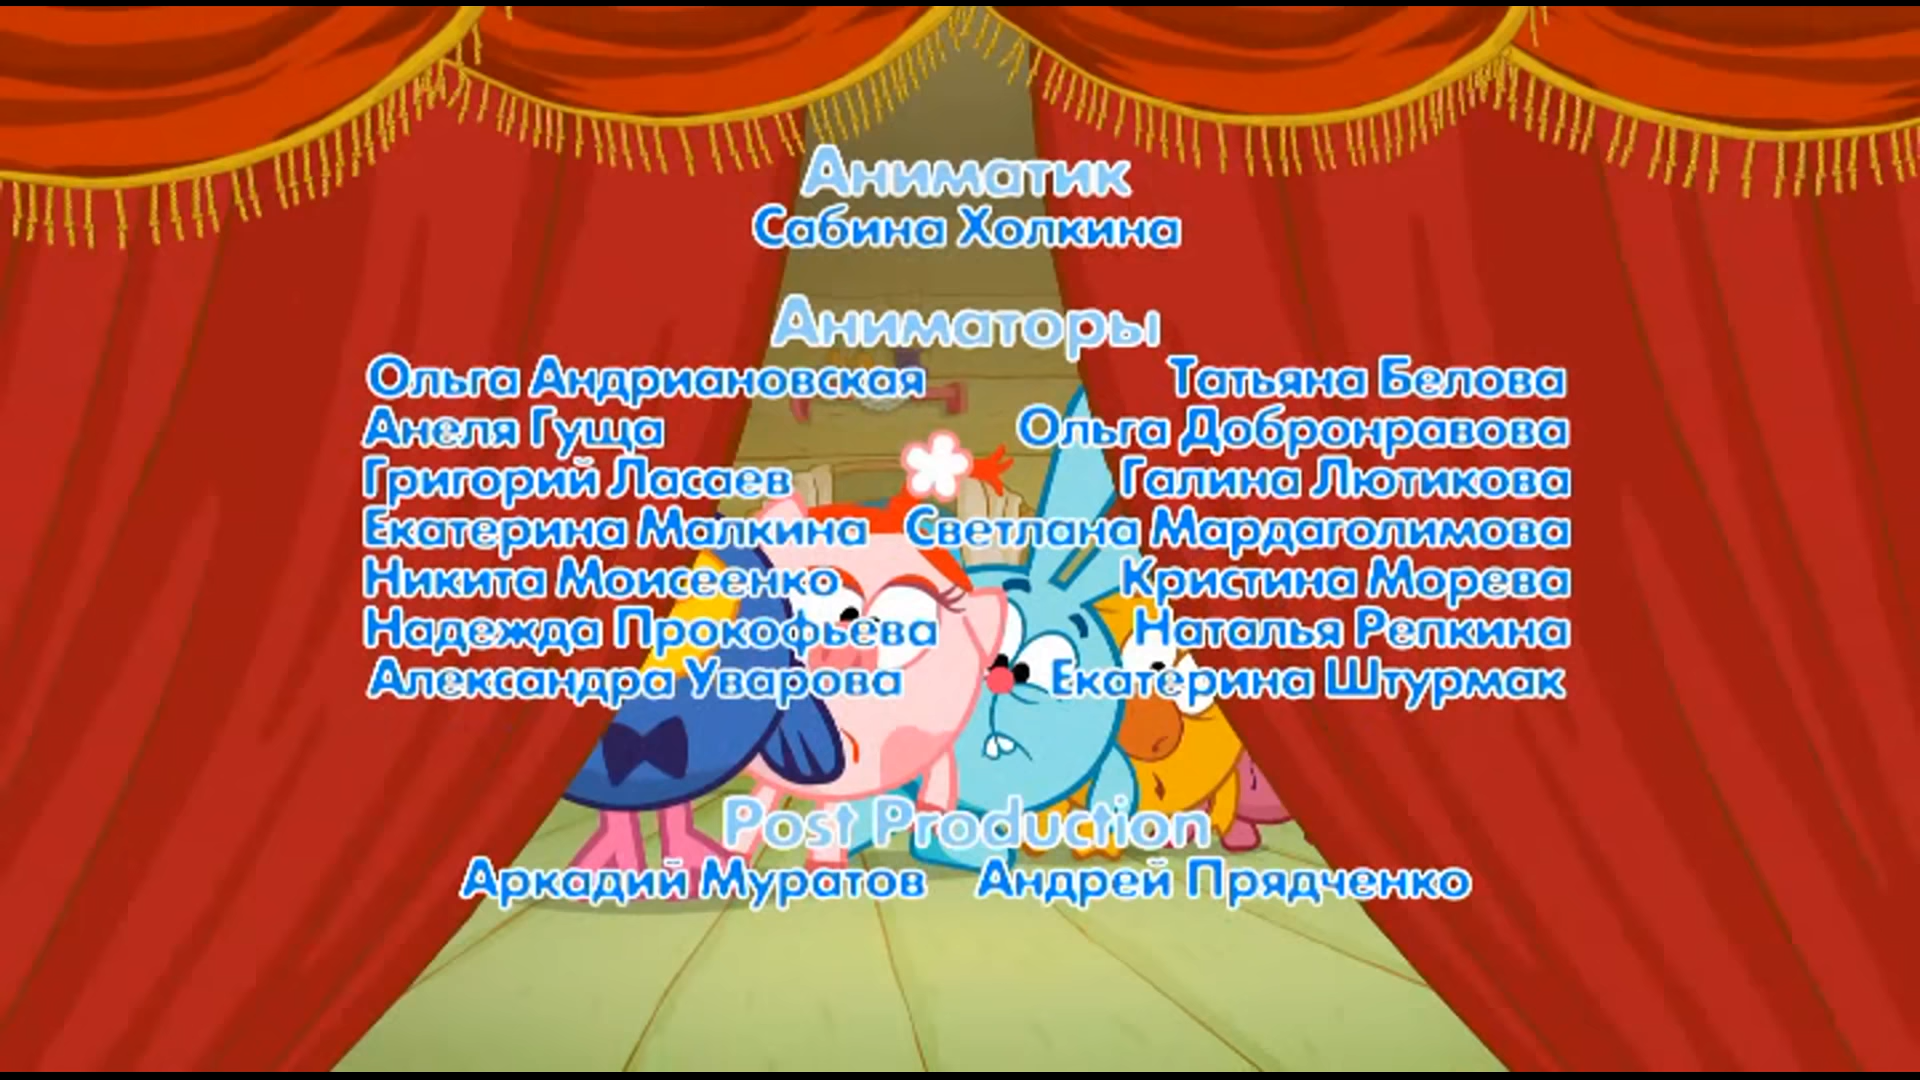 Аниматик
Сабина Холкина
Аниматоры
Ольга Андриановская Татьяна Белова
Анеля Гуща Ольга Добронравова
Григорий Ласаев Галина Лютикова
Екатерина Малкина Светлана Мардаголимова
Никита Моисеенко Кристина Морева
Надежда Прокофьева Наталья Репкина
Александра Уварова Екатерина Штурмак
Post Production
Аркадий Муратов Андрей Прядченко